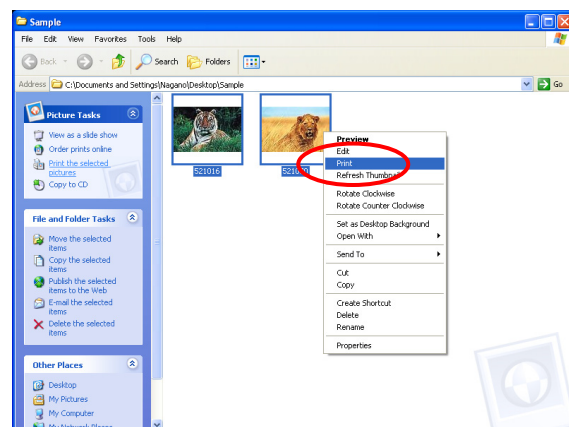 Sample
File Edit View Favorites Tools Help
Back Search Folders
Address C:\Documents and Settings\Nagano\Desktop\Sample Go
Picture Tasks
View as a slide show
Order prints online
Print the selected
pictures
Copy to CD
File and Folder Tasks
Move the selected
items
Copy the selected
items
Publish the selected
items to the Web
E-mail the selected
items
Delete the selected
items
Other Places
Desktop
My Pictures
My Computer
My Network Places
521016
Preview
Edit
Print
Refresh
Rotate Clockwise
Rotate Counter Clockwise
Set as Desktop Background
Open With
Send To
Cut
Copy
Create Shortcut
Delete
Rename
Properties